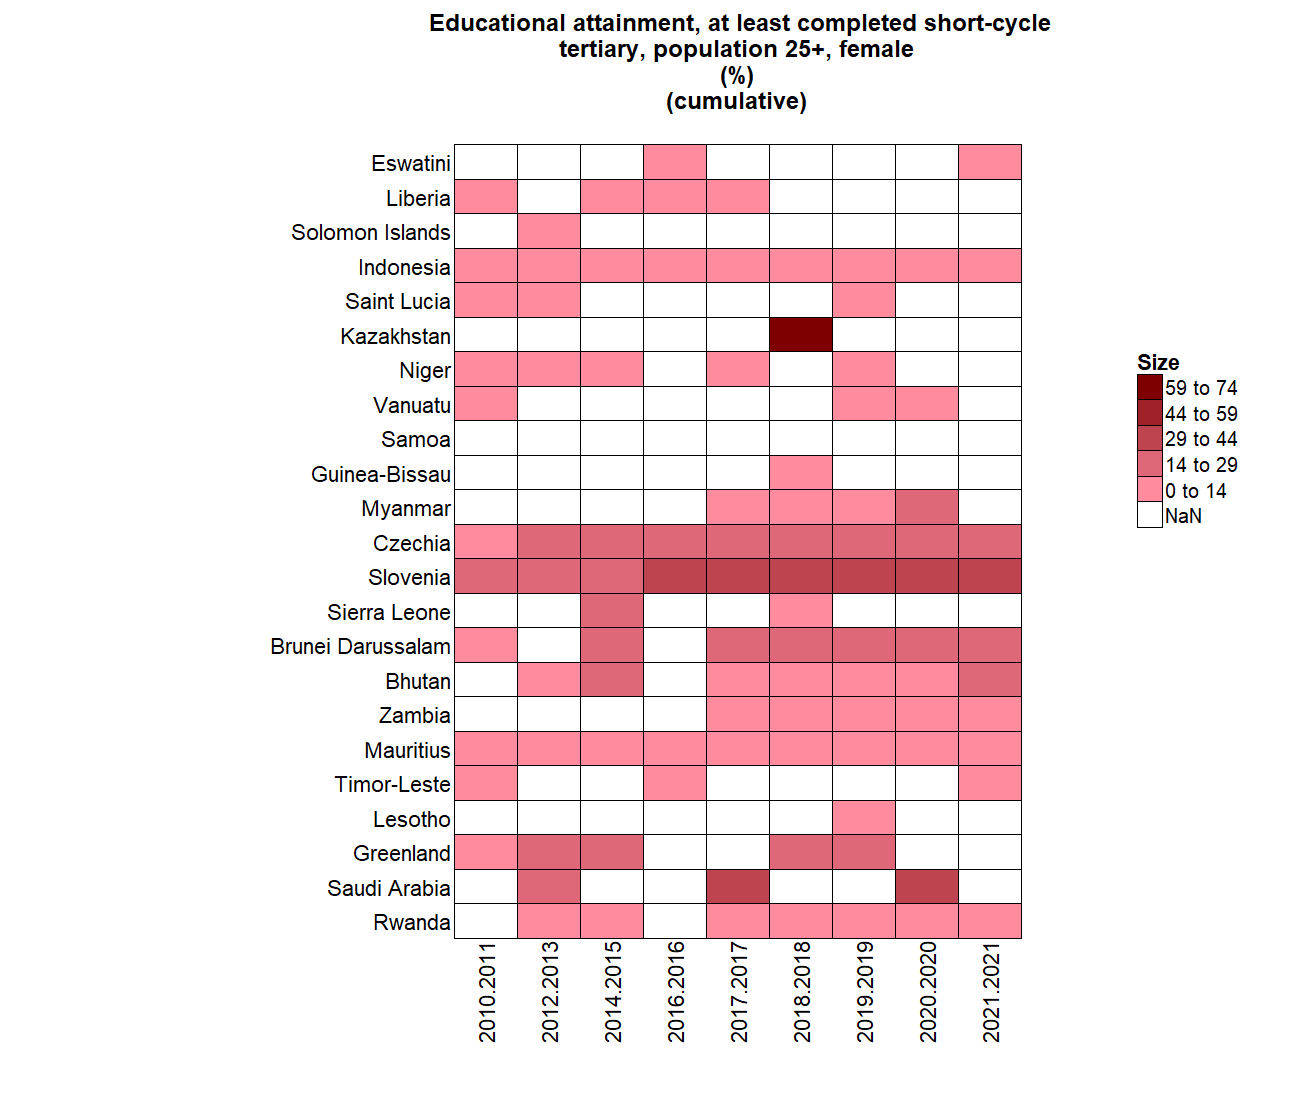 Educational attainment, at least completed short-cycle
tertiary, population 25+, female
(%)
(cumulative)
Eswatini
Liberia
Solomon Islands
Indonesia
Saint Lucia
Kazakhstan
Niger
Vanuatu
Samoa
Guinea-Bissau
Myanmar
Czechia
Slovenia
Sierra Leone
Brunei Darussalam
Bhutan
Zambia
Mauritius
Timor-Leste
Lesotho
Greenland
Saudi Arabia
Rwanda
2010.2011
2012.2013
2014.2015
2016.2016
2017.2017
2018.2018
2019.2019
2020.2020
2021.2021
Size
59 to 74
44 to 59
29 to 44
14 to 29
0 to 14
NaN